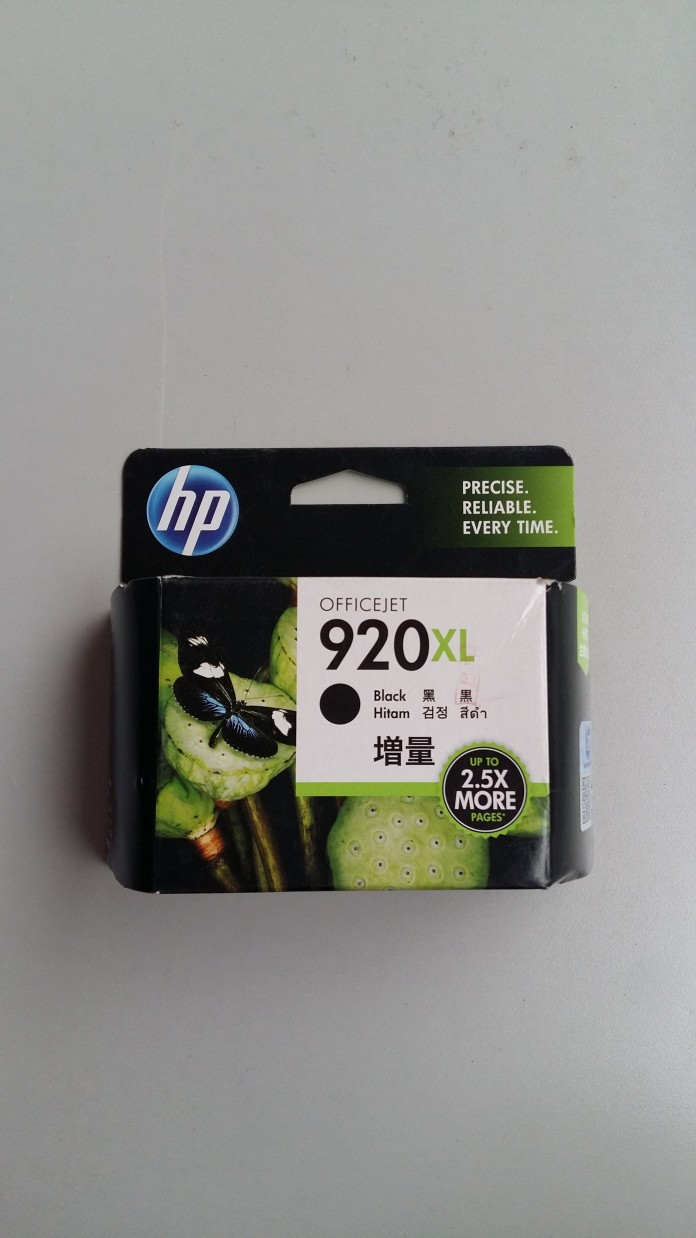 hp
PRECISE.
RELIABLE.
EVERY TIME.
OFFICEJET
920XL
Black 黑 黒
Hitam 검정 สีดำ
増量
UP TO
2.5X
MORE
PAGES*